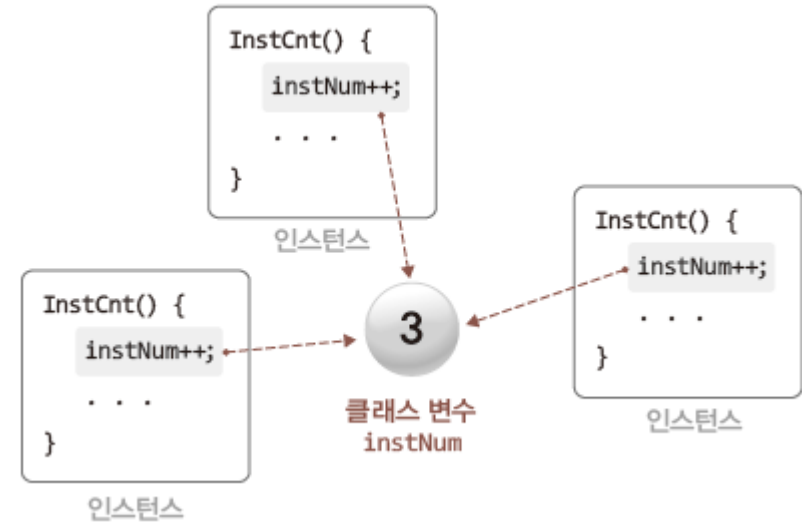 InstCnt() {
instNum++;
. . .
}
인스턴스
InstCnt() {
instNum++;
. . .
}
인스턴스
InstCnt() {
instNum++;
. . .
}
인스턴스
3
클래스 변수
instNum